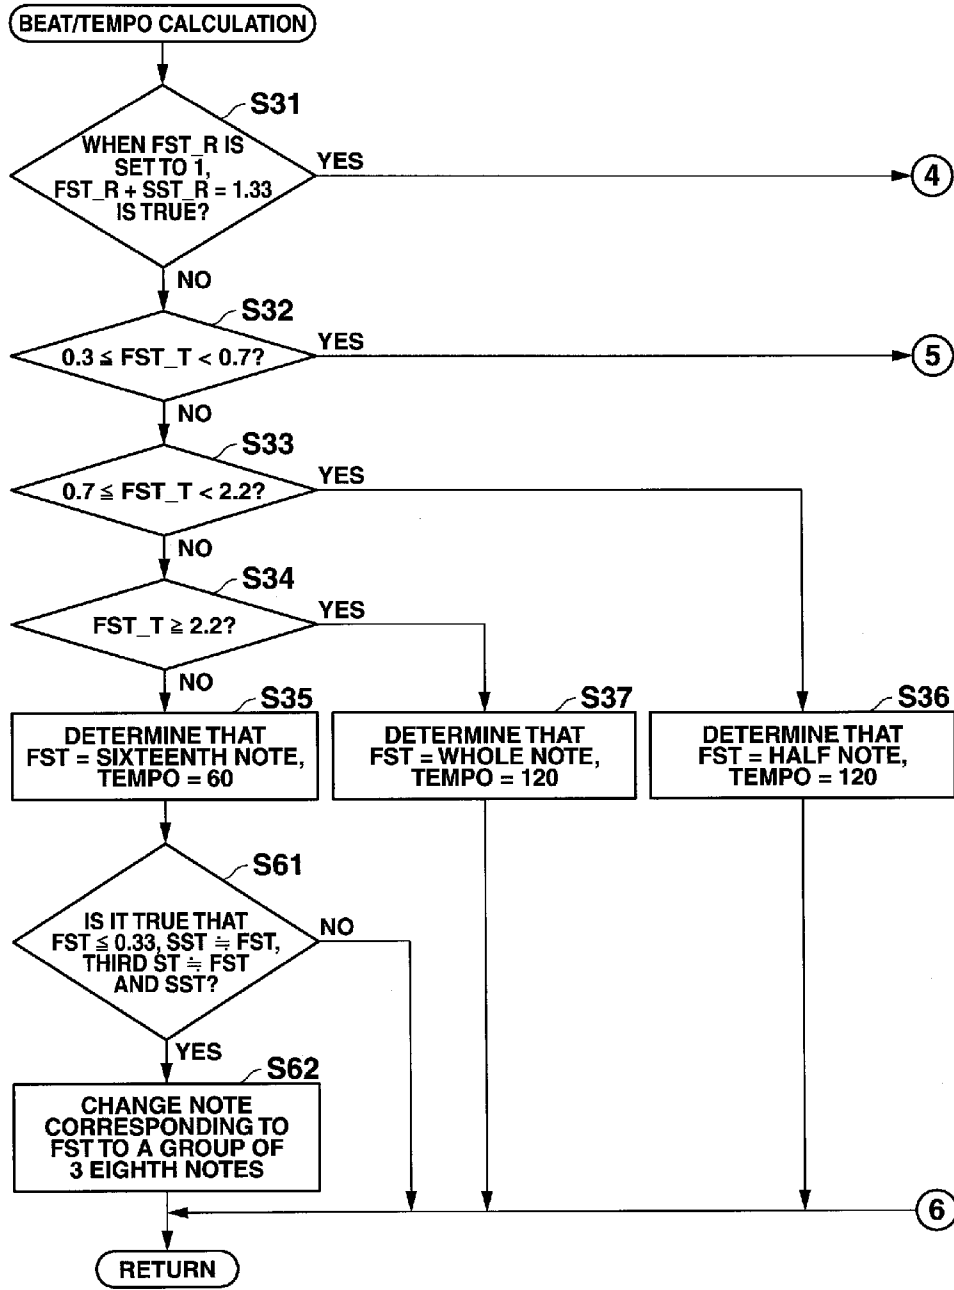 BEAT/TEMPO CALCULATION
S31
WHEN FST_R IS
SET TO 1,
FST_R + SST_R = 1.33
IS TRUE?
YES
4
NO
S32
0.3 ≦ FST_T < 0.7?
YES
5
NO
S33
0.7 ≦ FST_T < 2.2?
YES
NO
S34
FST_T ≧ 2.2?
YES
NO
S35
DETERMINE THAT
FST = SIXTEENTH NOTE,
TEMPO = 60
S37
DETERMINE THAT
FST = WHOLE NOTE,
TEMPO = 120
S36
DETERMINE THAT
FST = HALF NOTE,
TEMPO = 120
S61
IS IT TRUE THAT
FST ≦ 0.33, SST ≒ FST,
THIRD ST ≒ FST
AND SST?
NO
YES
S62
CHANGE NOTE
CORRESPONDING TO
FST TO A GROUP OF
3 EIGHTH NOTES
6
RETURN